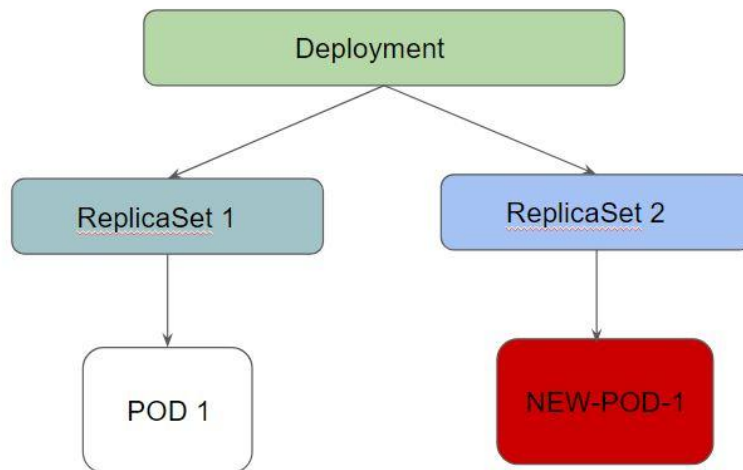 Deployment
ReplicaSet 1
ReplicaSet 2
POD 1
NEW-POD-1